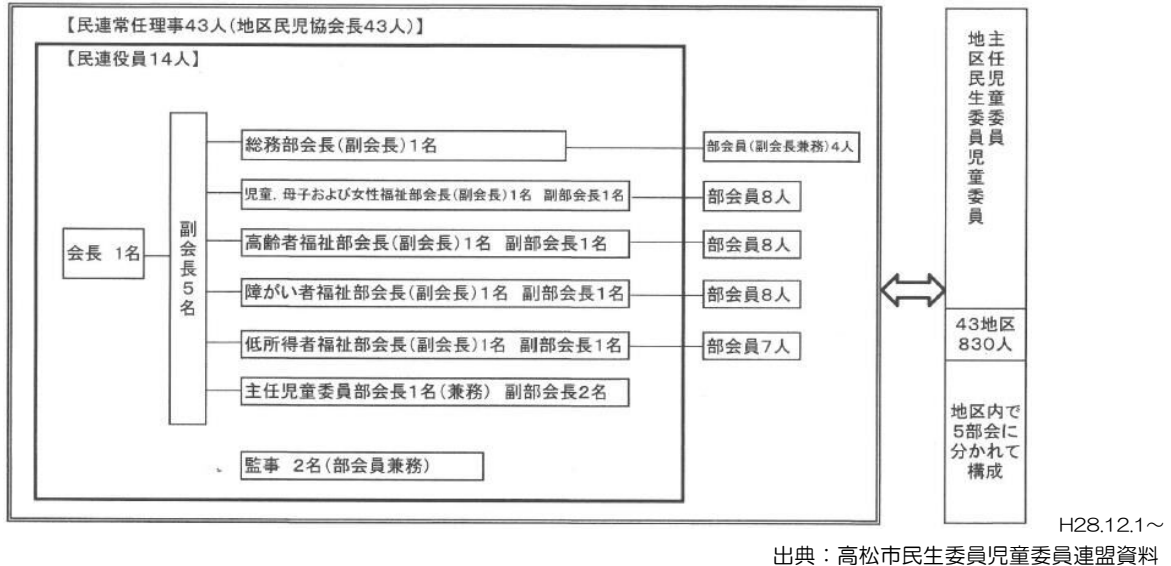 【民連常任理事43人(地区民児協会長43人)】
【民連役員14人】
会長 1名
副会長5名
総務部会長(副会長)1名
部会員(副会長兼務)4人
児童,母子および女性福祉部会長(副会長)1名 副部会長1名
部会員8人
高齢者福祉部会長(副会長)1名 副部会長1名
部会員8人
障がい者福祉部会長(副会長)1名 副部会長1名
部会員8人
低所得者福祉部会長(副会長)1名 副部会長1名
部会員7人
主任児童委員部会長1名(兼務) 副部会長2名
監事 2名(部会員兼務)
主任児童委員
地区民生委員児童委員
43地区
830人
地区内で
5部会に
分かれて
構成
H28.12.1~
出典:高松市民生委員児童委員連盟資料